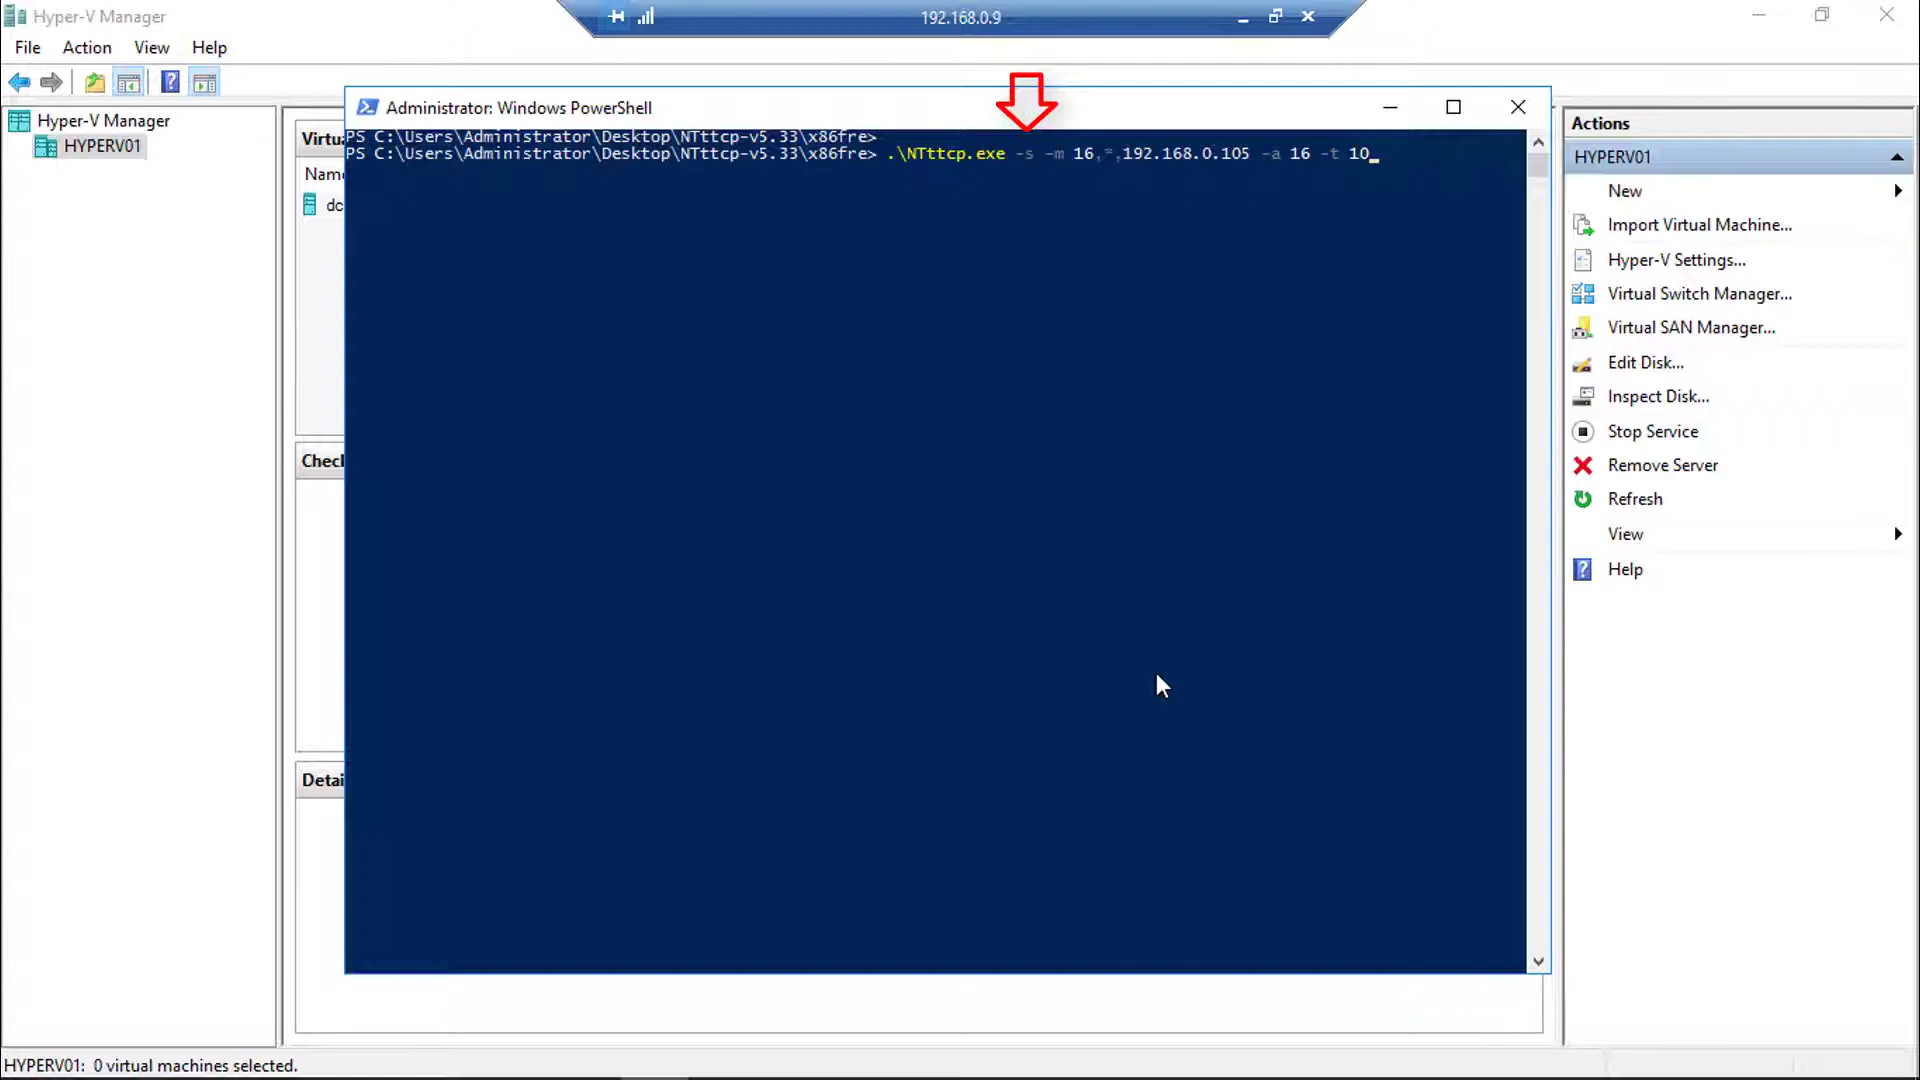 Hyper-V Manager
192.168.0.9
File Action View Help
Hyper-V Manager
HYPERV01
Administrator: Windows PowerShell
PS C:\Users\Administrator\Desktop\NTttcp-v5.33\x86fre>
PS C:\Users\Administrator\Desktop\NTttcp-v5.33\x86fre> .\NTttcp.exe -s -m 16,*,192.168.0.105 -a 16 -t 10_
Virtu
Name
dc
Check
Detai
Actions
HYPERV01
New
Import Virtual Machine...
Hyper-V Settings...
Virtual Switch Manager...
Virtual SAN Manager...
Edit Disk...
Inspect Disk...
Stop Service
Remove Server
Refresh
View
Help
HYPERV01: 0 virtual machines selected.